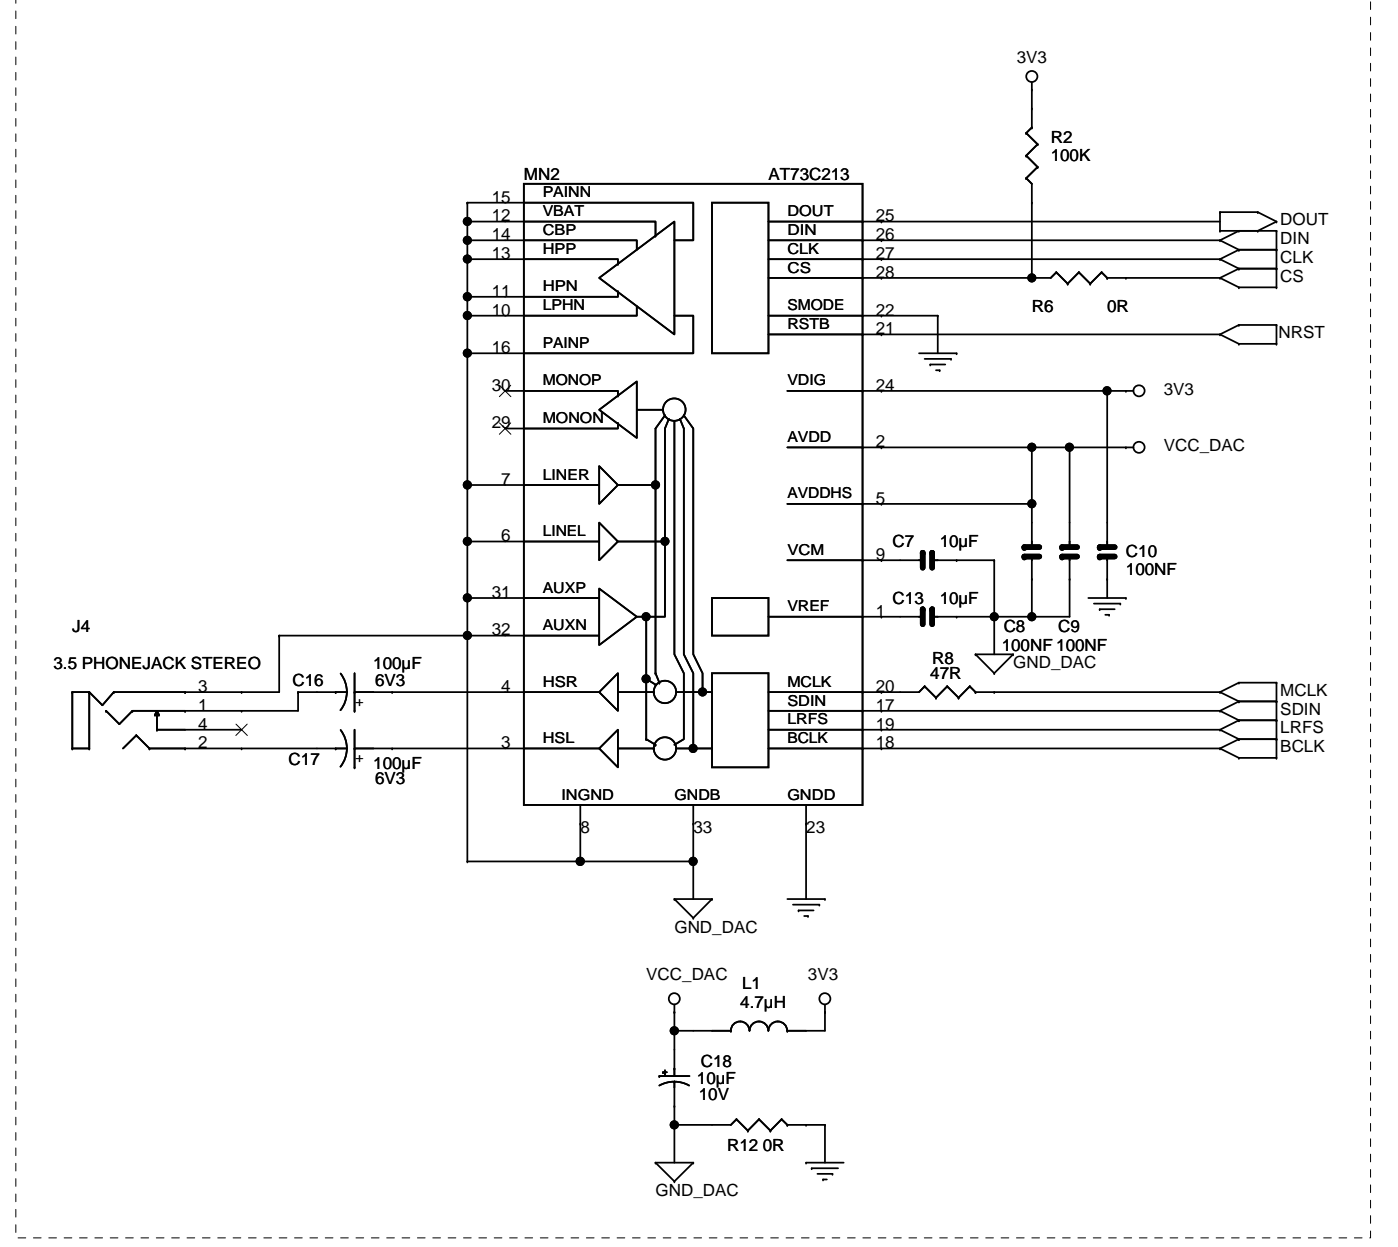 3V3
R2
100K
MN2 AT73C213
15 PAINN
12 VBAT DOUT 25 DOUT
14 CBP DIN 26 DIN
13 HPP CLK 27 CLK
CS 28 CS
11 HPN
10 LPHN SMODE 22 R6 0R
RSTB 21 NRST
16 PAINP
30 MONOP VDIG 24 3V3
29 MONON
AVDD 2 VCC_DAC
7 LINER
AVDDHS 5
6 LINEL
VCM 9 C7 10µF C10
100NF
31 AUXP
VREF 1 C13 10µF
32 AUXN
C8 C9
100NF 100NF
GND_DAC
J4
3.5 PHONEJACK STEREO
R8
47R
3
C16 100µF
6V3
+
4 HSR MCLK 20 MCLK
1
SDIN 17 SDIN
4
LRFS 19 LRFS
2
C17 + 100µF
6V3
3 HSL BCLK 18 BCLK
INGND GNDB GNDD
8 33 23
GND_DAC
VCC_DAC 3V3
L1
4.7µH
C18
+
10µF
10V
R12 0R
GND_DAC